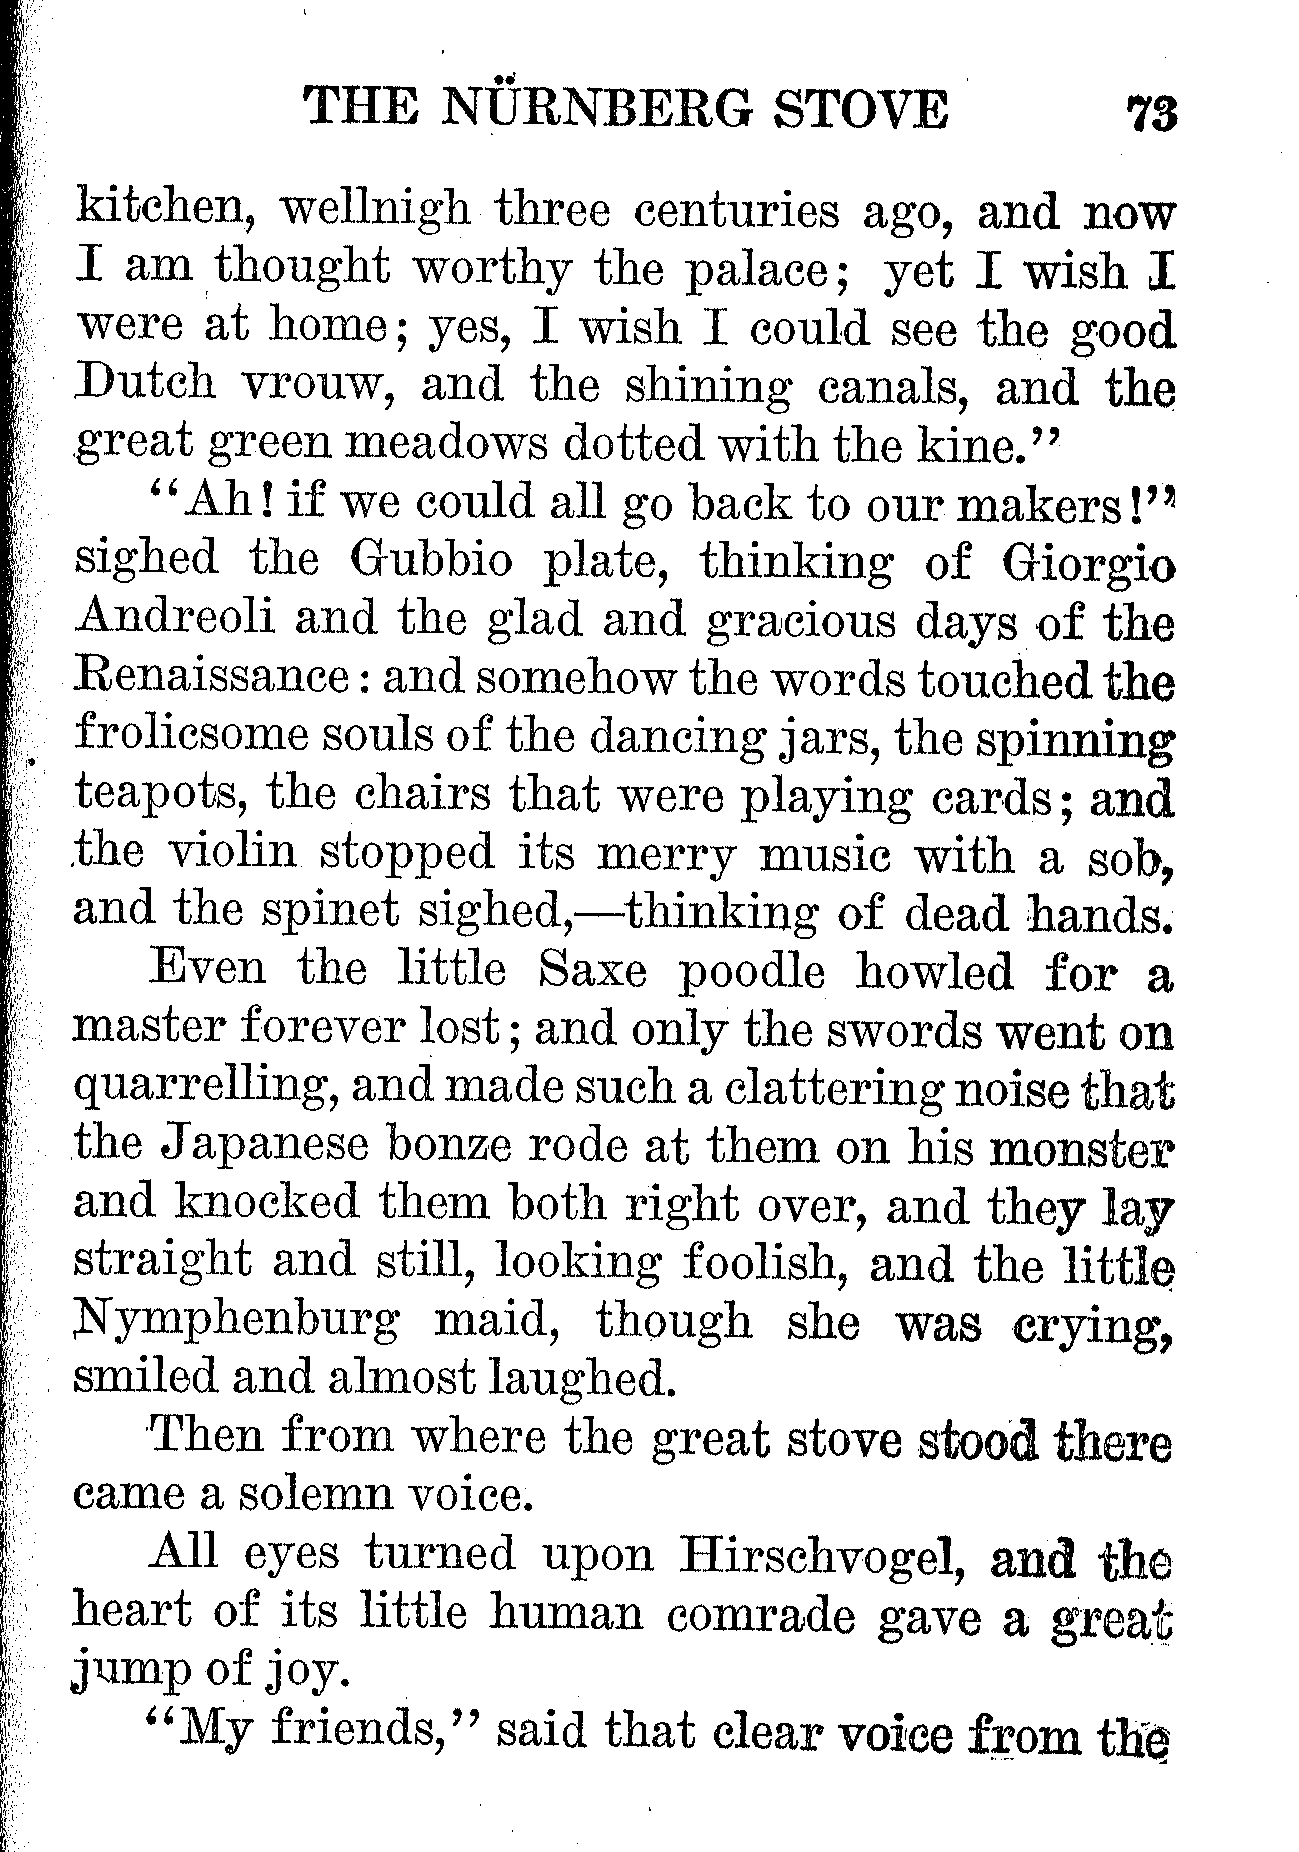 THE NÜRNBERG STOVE 73
kitchen, wellnigh three centuries ago, and now
I am thought worthy the palace; yet I wish I
were at home; yes, I wish I could see the good
Dutch vrouw, and the shining canals, and the
great green meadows dotted with the kine."
"Ah! if we could all go back to our makers!"
sighed the Gubbio plate, thinking of Giorgio
Andreoli and the glad and gracious days of the
Renaissance: and somehow the words touched the
frolicsome souls of the dancing jars, the spinning
teapots, the chairs that were playing cards; and
the violin stopped its merry music with a sob,
and the spinet sighed,—thinking of dead hands.
Even the little Saxe poodle howled for a
master forever lost; and only the swords went on
quarrelling, and made such a clattering noise that
the Japanese bonze rode at them on his monster
and knocked them both right over, and they lay
straight and still, looking foolish, and the little
Nymphenburg maid, though she was crying,
smiled and almost laughed.
Then from where the great stove stood there
came a solemn voice.
All eyes turned upon Hirschvogel, and the
heart of its little human comrade gave a great
jump of joy.
"My friends," said that clear voice from the